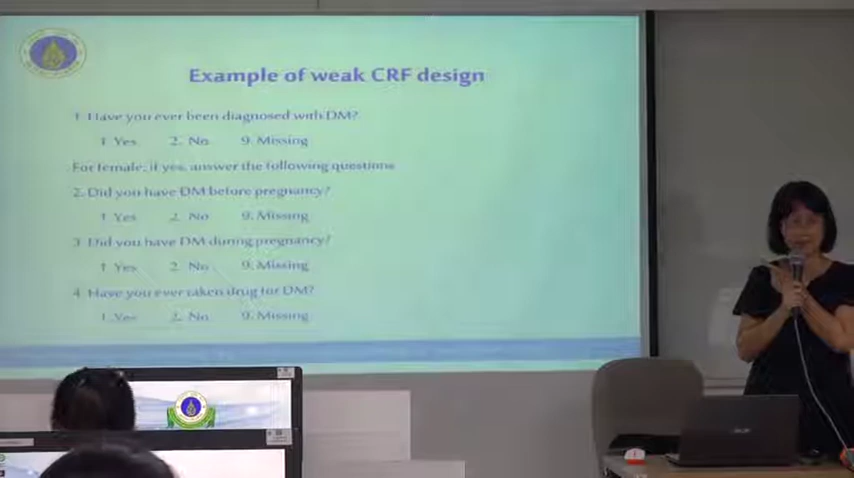 Example of weak CRF design
1. Have you ever been diagnosed with DM?
1. Yes 2. No 9. Missing
For female, if yes, answer the following questions
2. Did you have DM before pregnancy?
1. Yes 2. No 9. Missing
3. Did you have DM during pregnancy?
1. Yes 2. No 9. Missing
4. Have you ever taken drug for DM?
1. Yes 2. No 9. Missing
acer